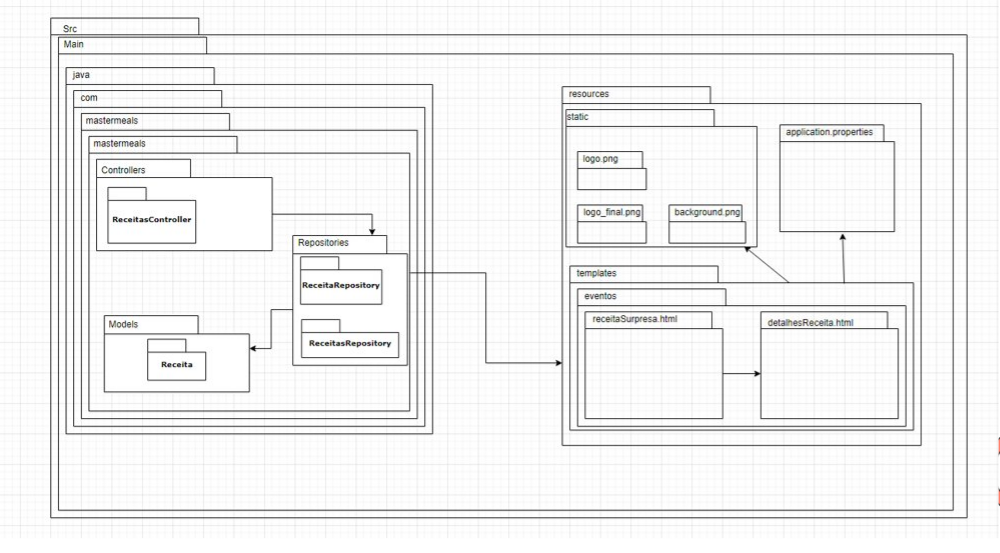 Src
Main
java
com
mastermeals
mastermeals
Controllers
ReceitasController
Repositories
ReceitaRepository
ReceitasRepository
Models
Receita
resources
static
logo.png
logo_final.png
background.png
application.properties
templates
eventos
receitaSurpresa.html
detalhesReceita.html